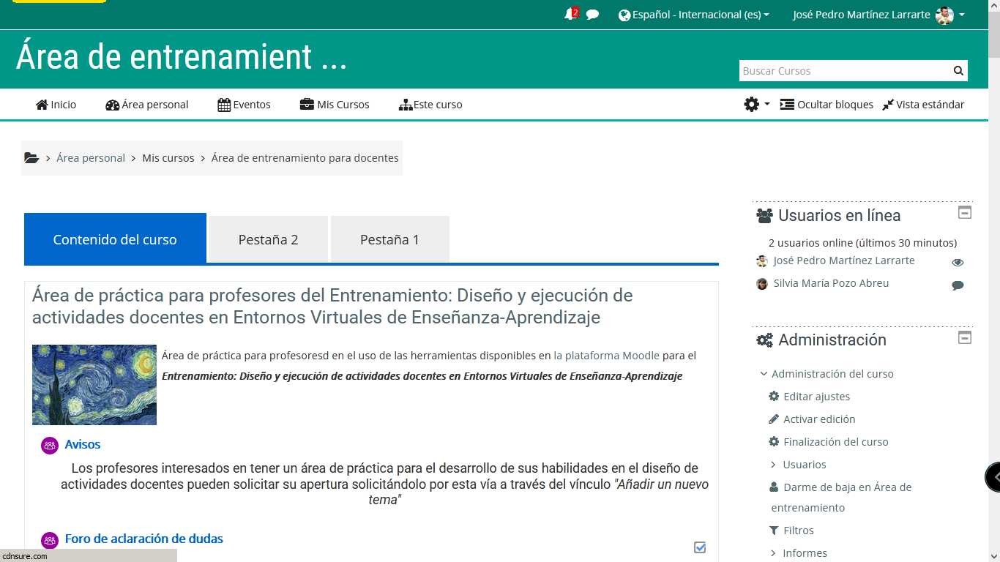 2
Español - Internacional (es)
José Pedro Martínez Larrarte
Área de entrenamient ...
Buscar Cursos
Inicio
Área personal
Eventos
Mis Cursos
Este curso
Ocultar bloques
Vista estándar
Área personal > Mis cursos > Área de entrenamiento para docentes
Contenido del curso
Pestaña 2
Pestaña 1
Área de práctica para profesores del Entrenamiento: Diseño y ejecución de
actividades docentes en Entornos Virtuales de Enseñanza-Aprendizaje
Área de práctica para profesoresd en el uso de las herramientas disponibles en la plataforma Moodle para el
Entrenamiento: Diseño y ejecución de actividades docentes en Entornos Virtuales de Enseñanza-Aprendizaje
Avisos
Los profesores interesados en tener un área de práctica para el desarrollo de sus habilidades en el diseño de
actividades docentes pueden solicitar su apertura solicitándolo por esta vía a través del vínculo "Añadir un nuevo
tema"
Foro de aclaración de dudas
Usuarios en línea
2 usuarios online (últimos 30 minutos)
José Pedro Martínez Larrarte
Silvia María Pozo Abreu
Administración
Administración del curso
Editar ajustes
Activar edición
Finalización del curso
Usuarios
Darme de baja en Área de
entrenamiento
Filtros
Informes
cdnsure.com